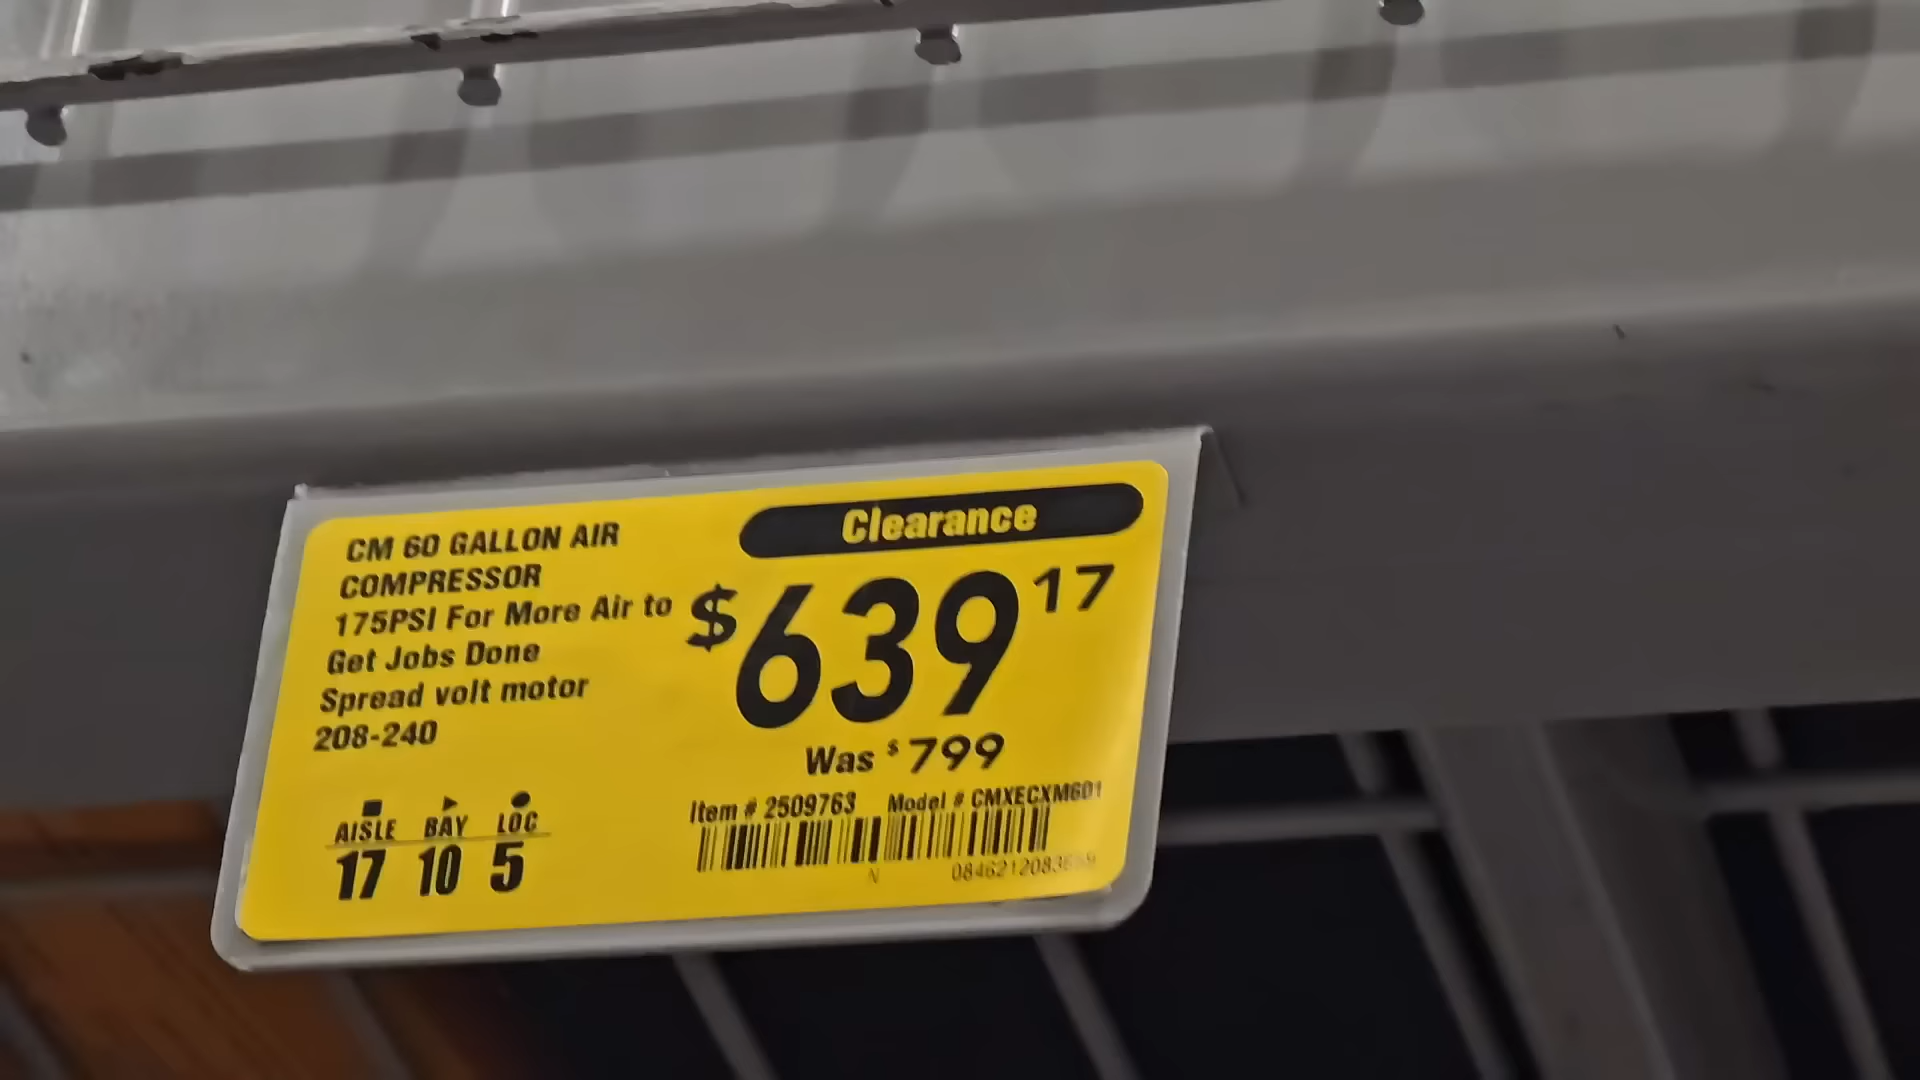 CM 60 GALLON AIR
COMPRESSOR
175PSI For More Air to
Get Jobs Done
Spread volt motor
208-240
Clearance
$639 17
Was $799
Item # 2509763 Model # CMXECXM601
AISLE BAY LOC
17 10 5
N